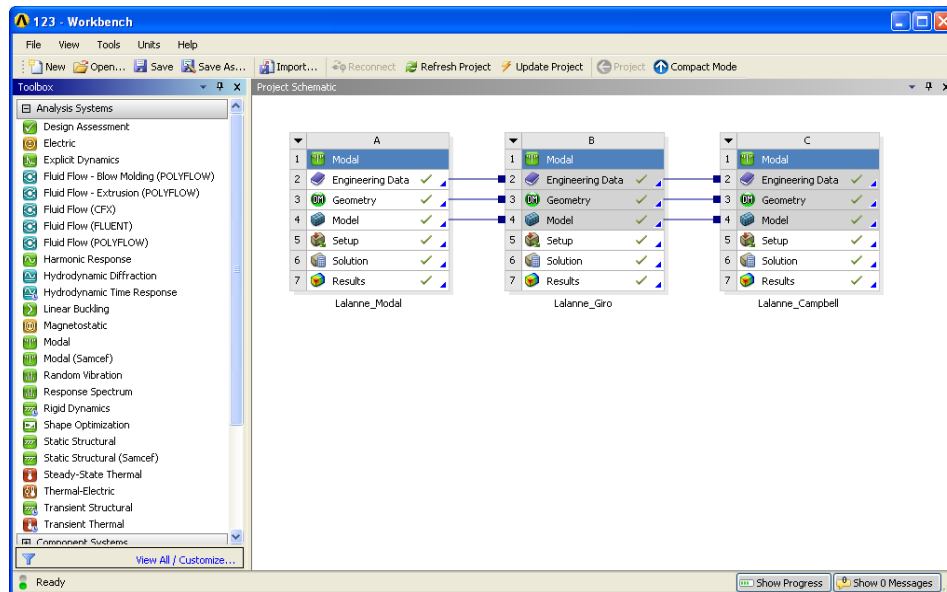 123 - Workbench
File View Tools Units Help
New Open... Save Save As... Import... Reconnect Refresh Project Update Project Project Compact Mode
Toolbox
Project Schematic
Analysis Systems
Design Assessment
Electric
Explicit Dynamics
Fluid Flow - Blow Molding (POLYFLOW)
Fluid Flow - Extrusion (POLYFLOW)
Fluid Flow (CFX)
Fluid Flow (FLUENT)
Fluid Flow (POLYFLOW)
Harmonic Response
Hydrodynamic Diffraction
Hydrodynamic Time Response
Linear Buckling
Magnetostatic
Modal
Modal (Samcef)
Random Vibration
Response Spectrum
Rigid Dynamics
Shape Optimization
Static Structural
Static Structural (Samcef)
Steady-State Thermal
Thermal-Electric
Transient Structural
Transient Thermal
Component Systems
View All / Customize...
A
1 Modal
2 Engineering Data
3 Geometry
4 Model
5 Setup
6 Solution
7 Results
Lalanne_Modal
B
1 Modal
2 Engineering Data
3 Geometry
4 Model
5 Setup
6 Solution
7 Results
Lalanne_Giro
C
1 Modal
2 Engineering Data
3 Geometry
4 Model
5 Setup
6 Solution
7 Results
Lalanne_Campbell
Ready
Show Progress
Show 0 Messages